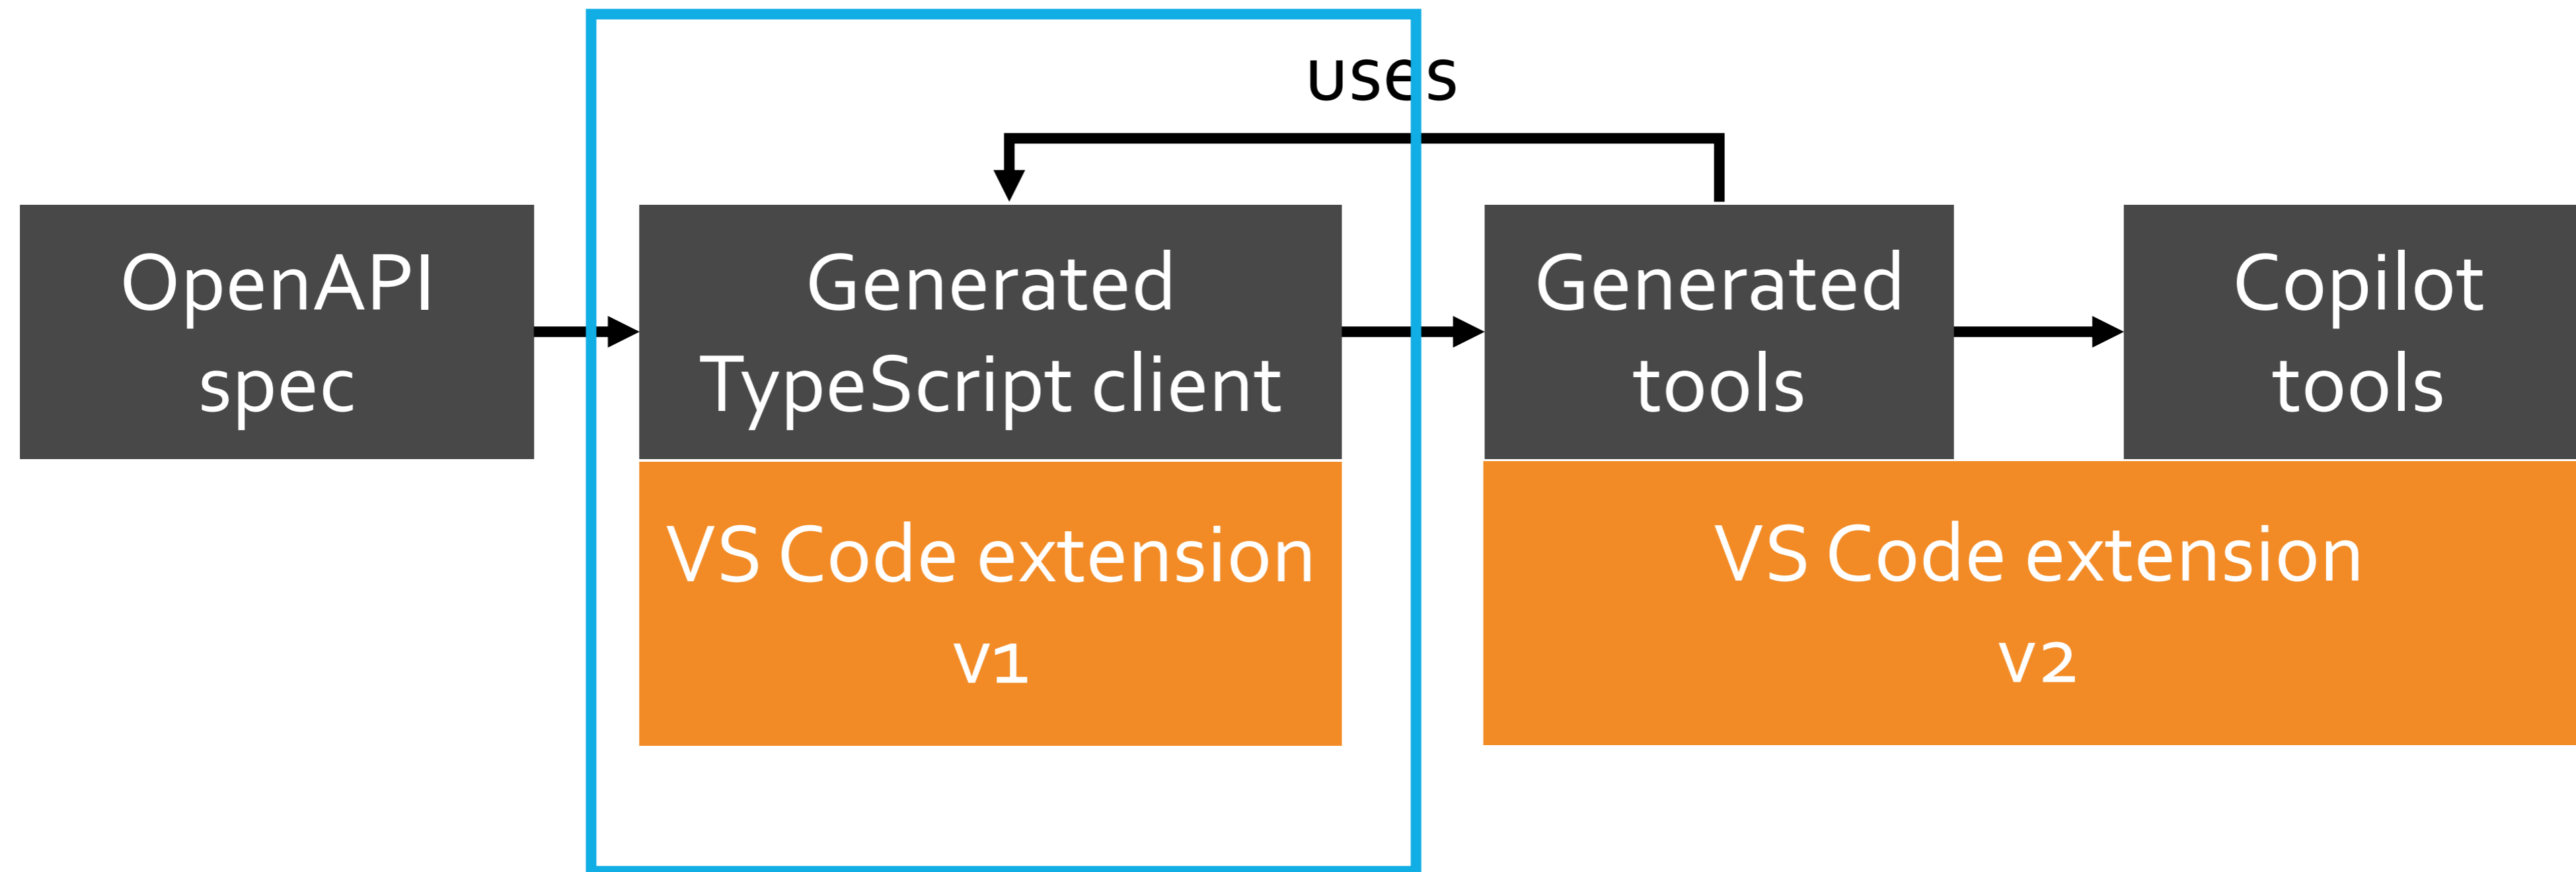 uses
OpenAPI
spec
Generated
TypeScript client
Generated
tools
Copilot
tools
VS Code extension
v1
VS Code extension
v2